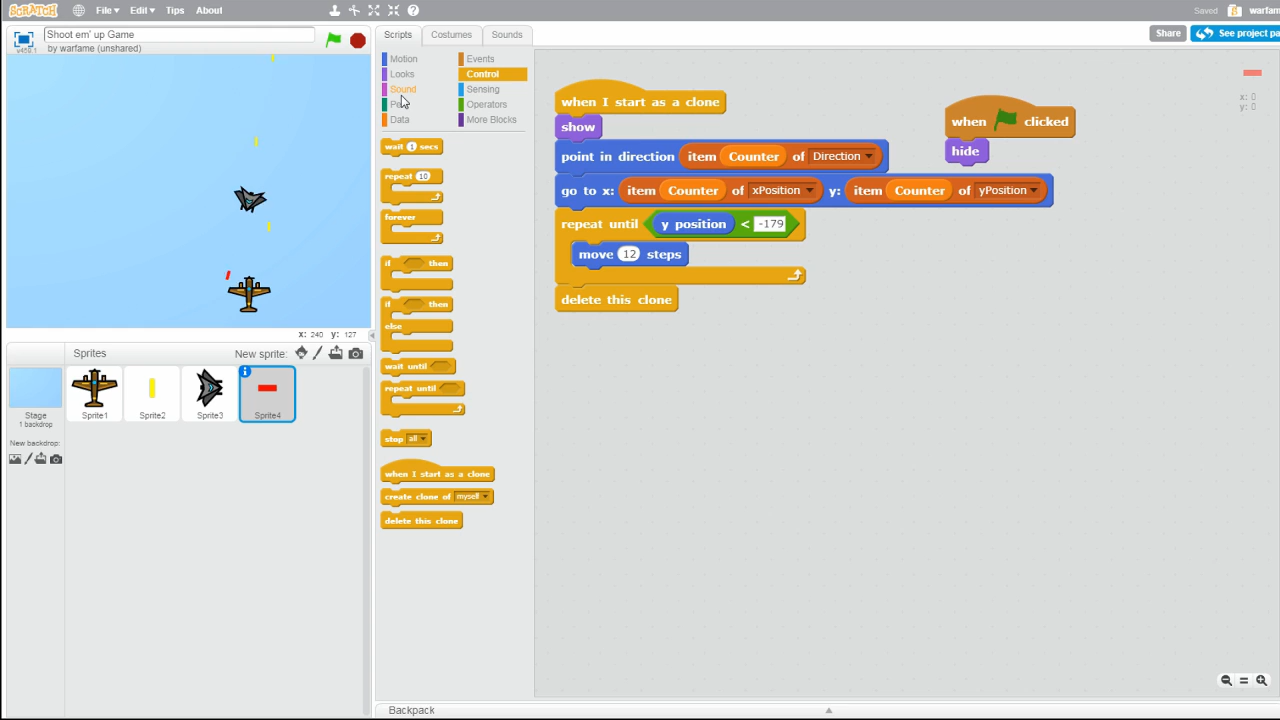 SCRATCH File Edit Tips About Saved warfam
v459.1 Shoot em' up Game
by warfame (unshared)
Scripts Costumes Sounds
Share See project pa
Motion Events
Looks Control
Sound Sensing
Pe Operators
Data More Blocks
wait 1 secs
repeat 10
forever
if then
if then
else
wait until
repeat until
stop all
when I start as a clone
create clone of myself
delete this clone
when I start as a clone
show
point in direction item Counter of Direction
go to x: item Counter of xPosition y: item Counter of yPosition
repeat until y position < -179
move 12 steps
delete this clone
when clicked
hide
x: 0
y: 0
x: 240 y: 127
Sprites New sprite:
Stage
1 backdrop
New backdrop:
Sprite1 Sprite2 Sprite3 Sprite4
Backpack